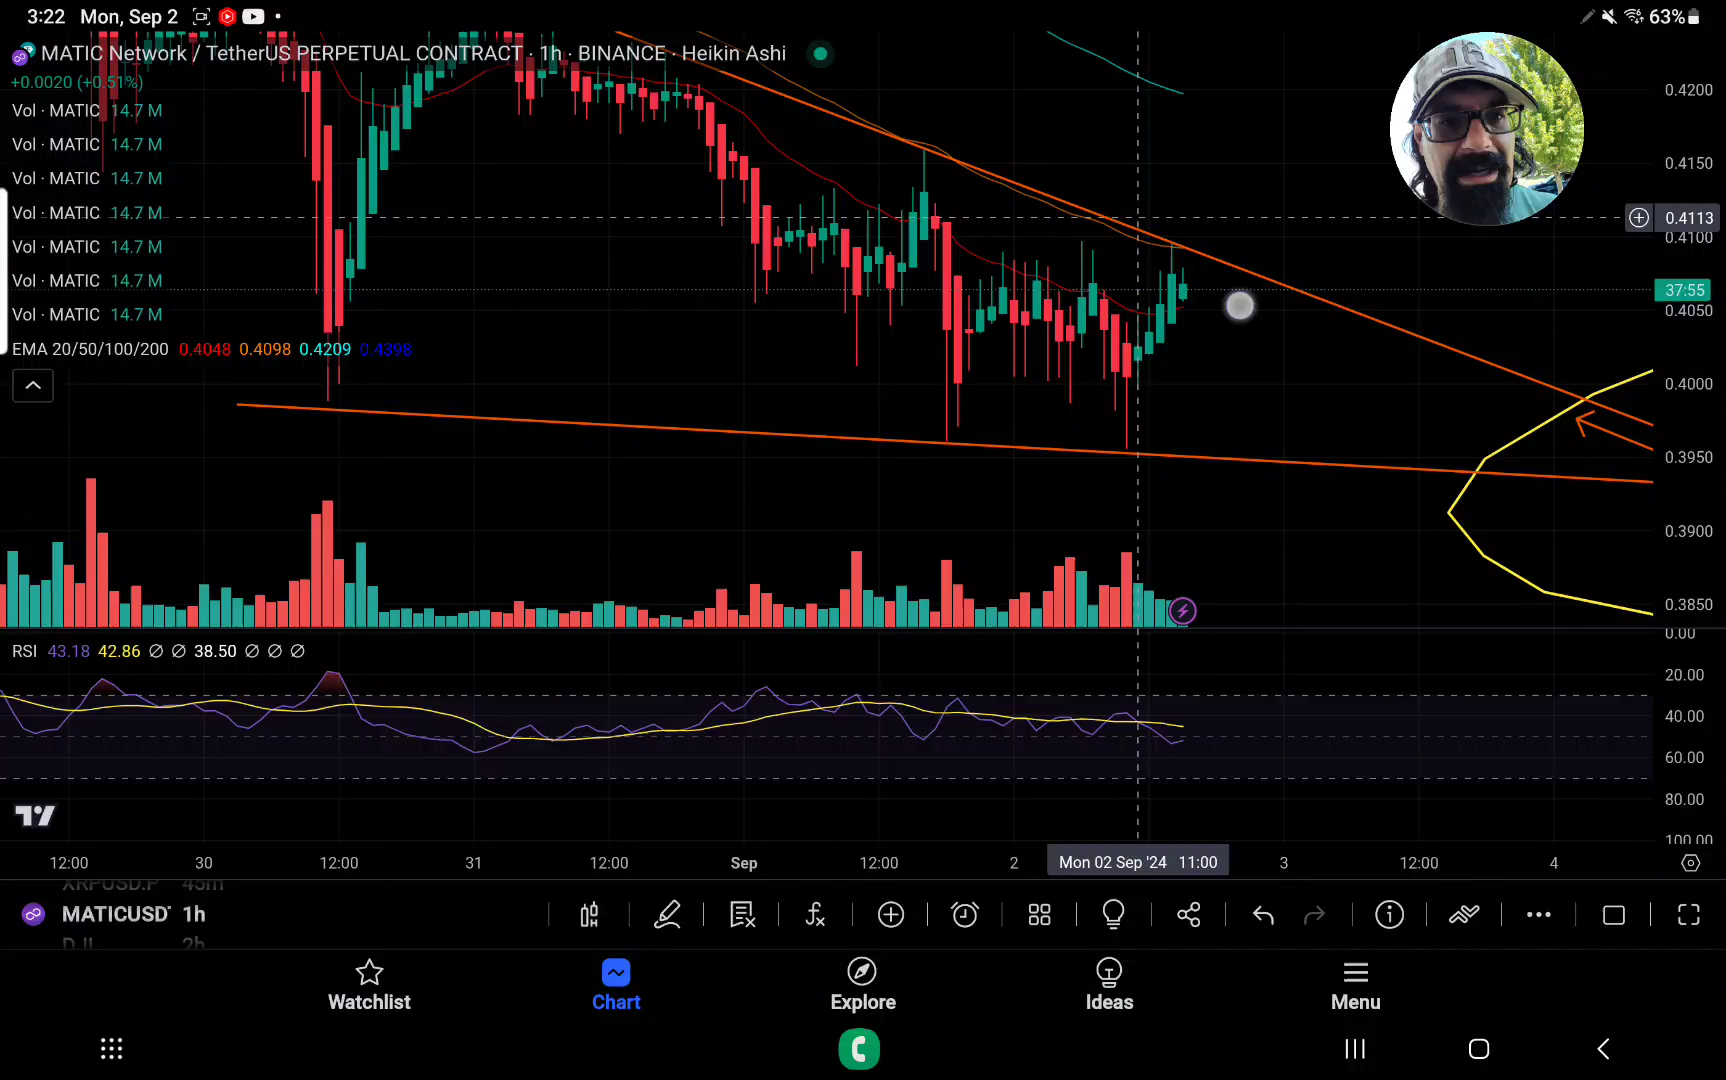 3:22 Mon, Sep 2 • 63%
MATIC Network / TetherUS PERPETUAL CONTRACT · 1h · BINANCE · Heikin Ashi
+0.0020 (+0.51%)
Vol · MATIC 14.7 M
Vol · MATIC 14.7 M
Vol · MATIC 14.7 M
Vol · MATIC 14.7 M
Vol · MATIC 14.7 M
Vol · MATIC 14.7 M
Vol · MATIC 14.7 M
EMA 20/50/100/200 0.4048 0.4098 0.4209 0.4398
0.4200
0.4150
0.4113
0.4100
37:55
0.4050
0.4000
0.3950
0.3900
0.3850
0.00
RSI 43.18 42.86 Ø Ø 38.50 Ø Ø Ø
20.00
40.00
60.00
80.00
100.00
12:00 30 12:00 31 12:00 Sep 12:00 2 Mon 02 Sep '24 11:00 3 12:00 4
XRPUSD.P 45m
MATICUSDT 1h
DJI 2h
Watchlist Chart Explore Ideas Menu